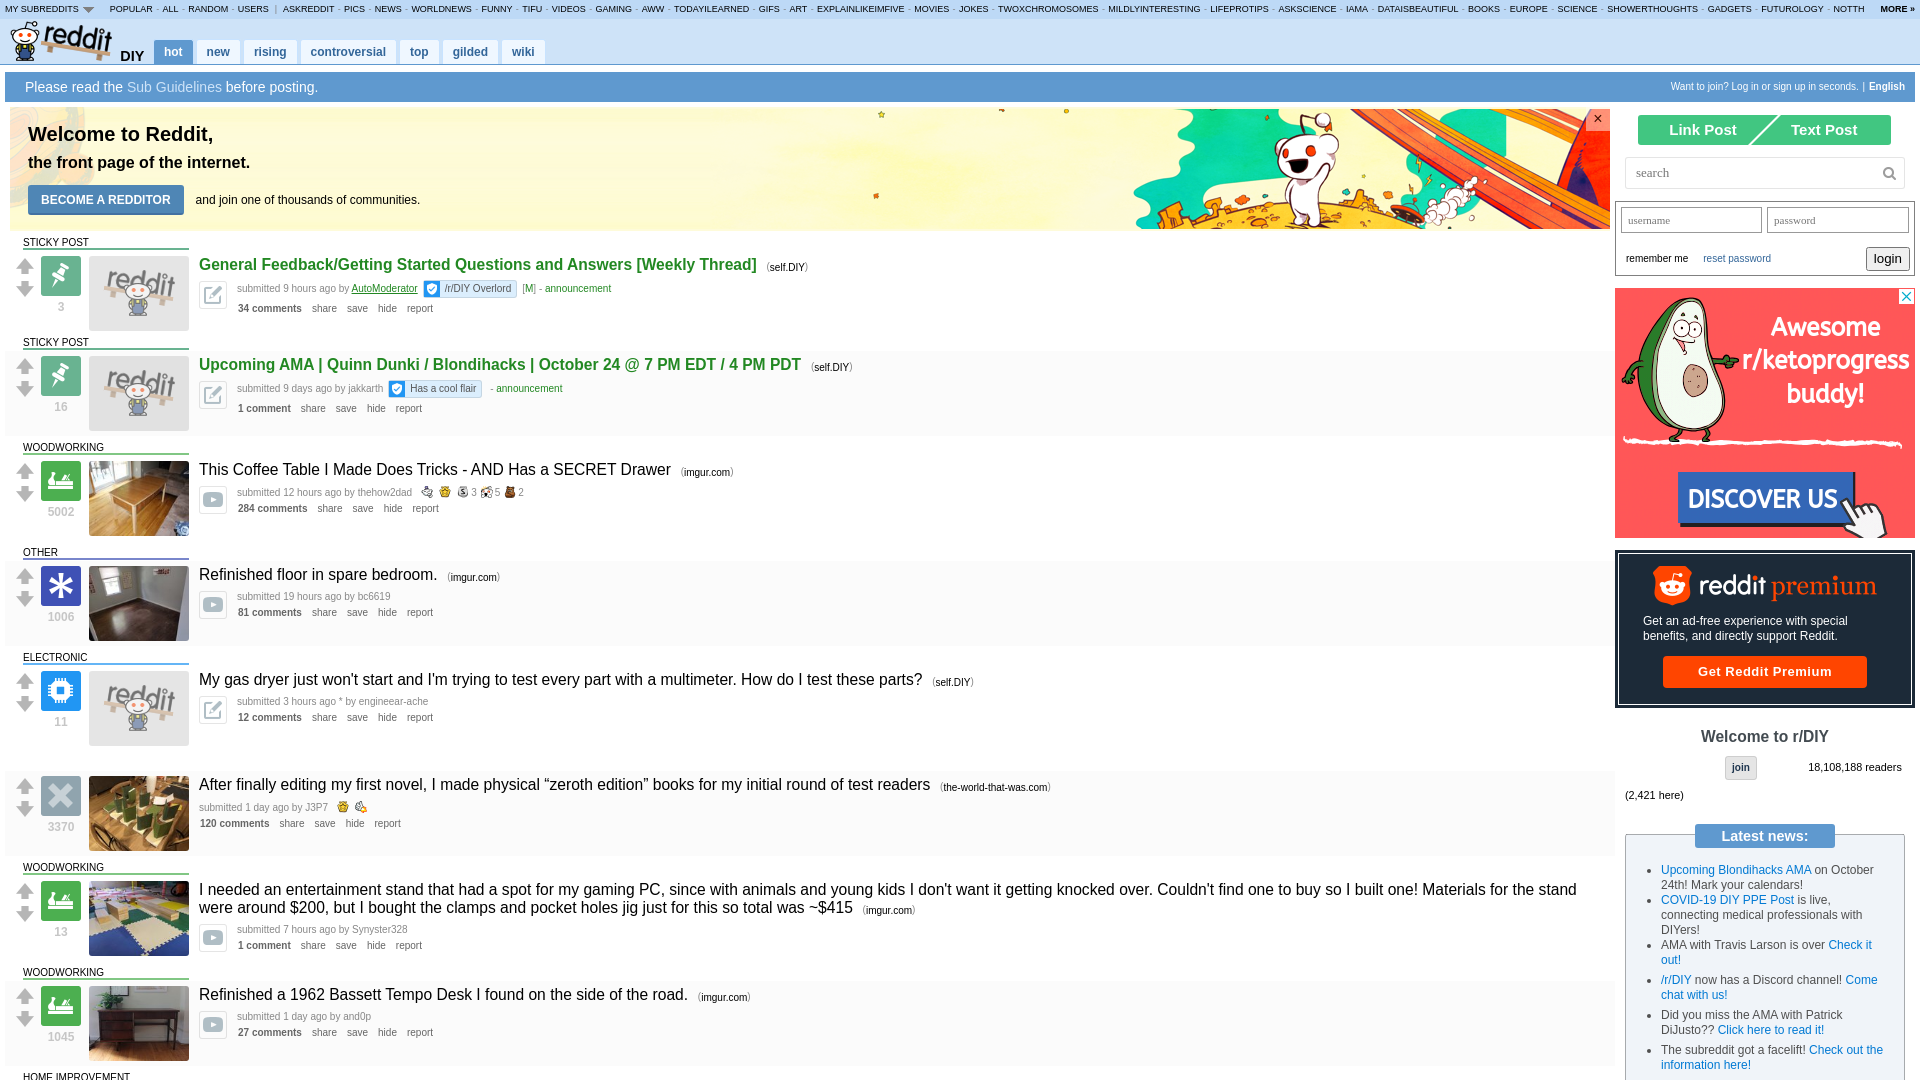 MY SUBREDDITS POPULAR - ALL - RANDOM - USERS | ASKREDDIT - PICS - NEWS - WORLDNEWS - FUNNY - TIFU - VIDEOS - GAMING - AWW - TODAYILEARNED - GIFS - ART - EXPLAINLIKEIMFIVE - MOVIES - JOKES - TWOXCHROMOSOMES - MILDLYINTERESTING - LIFEPROTIPS - ASKSCIENCE - IAMA - DATAISBEAUTIFUL - BOOKS - EUROPE - SCIENCE - SHOWERTHOUGHTS - GADGETS - FUTUROLOGY - NOTTH MORE »
reddit DIY hot new rising controversial top gilded wiki
Please read the Sub Guidelines before posting.
Want to join? Log in or sign up in seconds. | English
Welcome to Reddit,
the front page of the internet.
BECOME A REDDITOR and join one of thousands of communities.
×
STICKY POST
3
reddit
General Feedback/Getting Started Questions and Answers [Weekly Thread] (self.DIY)
submitted 9 hours ago by AutoModerator /r/DIY Overlord [M] - announcement
34 comments share save hide report
STICKY POST
16
reddit
Upcoming AMA | Quinn Dunki / Blondihacks | October 24 @ 7 PM EDT / 4 PM PDT (self.DIY)
submitted 9 days ago by jakkarth Has a cool flair - announcement
1 comment share save hide report
WOODWORKING
5002
This Coffee Table I Made Does Tricks - AND Has a SECRET Drawer (imgur.com)
submitted 12 hours ago by thehow2dad 3 5 2
284 comments share save hide report
OTHER
1006
Refinished floor in spare bedroom. (imgur.com)
submitted 19 hours ago by bc6619
81 comments share save hide report
ELECTRONIC
11
reddit
My gas dryer just won't start and I'm trying to test every part with a multimeter. How do I test these parts? (self.DIY)
submitted 3 hours ago * by engineear-ache
12 comments share save hide report
3370
After finally editing my first novel, I made physical “zeroth edition” books for my initial round of test readers (the-world-that-was.com)
submitted 1 day ago by J3P7
120 comments share save hide report
WOODWORKING
13
I needed an entertainment stand that had a spot for my gaming PC, since with animals and young kids I don't want it getting knocked over. Couldn't find one to buy so I built one! Materials for the stand
were around $200, but I bought the clamps and pocket holes jig just for this so total was ~$415 (imgur.com)
submitted 7 hours ago by Synyster328
1 comment share save hide report
WOODWORKING
1045
Refinished a 1962 Bassett Tempo Desk I found on the side of the road. (imgur.com)
submitted 1 day ago by and0p
27 comments share save hide report
HOME IMPROVEMENT
Link Post Text Post
search
username password
remember me reset password login
Awesome
r/ketoprogress
buddy!
DISCOVER US
reddit premium
Get an ad-free experience with special
benefits, and directly support Reddit.
Get Reddit Premium
Welcome to r/DIY
join 18,108,188 readers
(2,421 here)
Latest news:
Upcoming Blondihacks AMA on October
24th! Mark your calendars!
COVID-19 DIY PPE Post is live,
connecting medical professionals with
DIYers!
AMA with Travis Larson is over Check it
out!
/r/DIY now has a Discord channel! Come
chat with us!
Did you miss the AMA with Patrick
DiJusto?? Click here to read it!
The subreddit got a facelift! Check out the
information here!